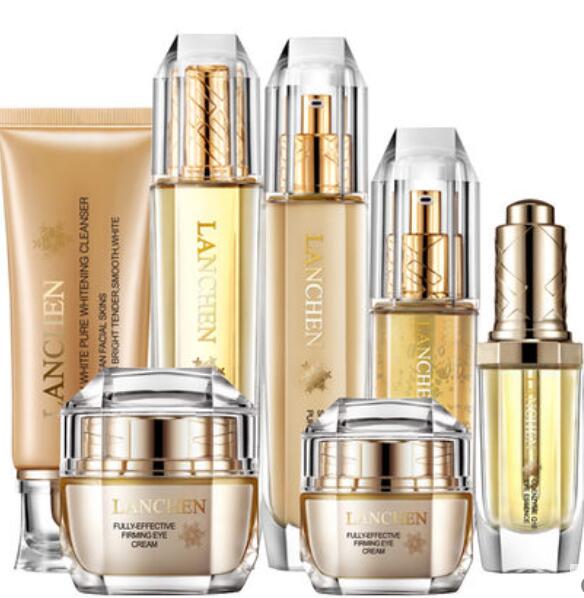 ANCHEN
WHITE PURE WHITENING CLEANSER
AN FACIAL SKINS
BRIGHT TENDER,SMOOTH,WHITE
LANCHEN
LANCHEN
LANCHE
LANCHEN
FULLY-EFFECTIVE
FIRMING EYE
CREAM
LANCHEN
FULLY-EFFECTIVE
FIRMING EYE
CREAM